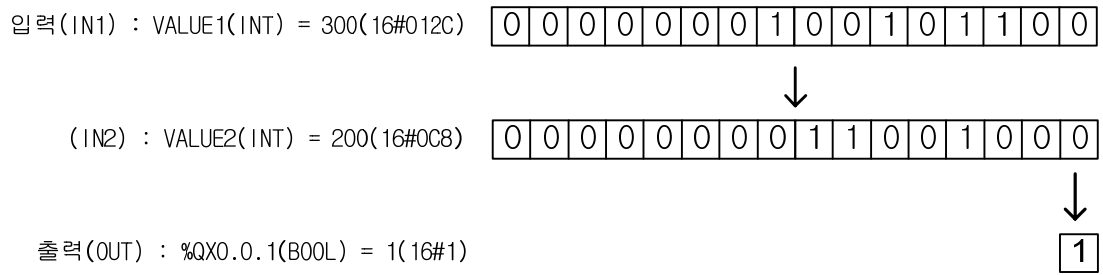 입력(IN1) : VALUE1(INT) = 300(16#012C) 0 0 0 0 0 0 0 1 0 0 1 0 1 1 0 0
(IN2) : VALUE2(INT) = 200(16#0C8) 0 0 0 0 0 0 0 0 1 1 0 0 1 0 0 0
출력(OUT) : %QX0.0.1(BOOL) = 1(16#1) 1